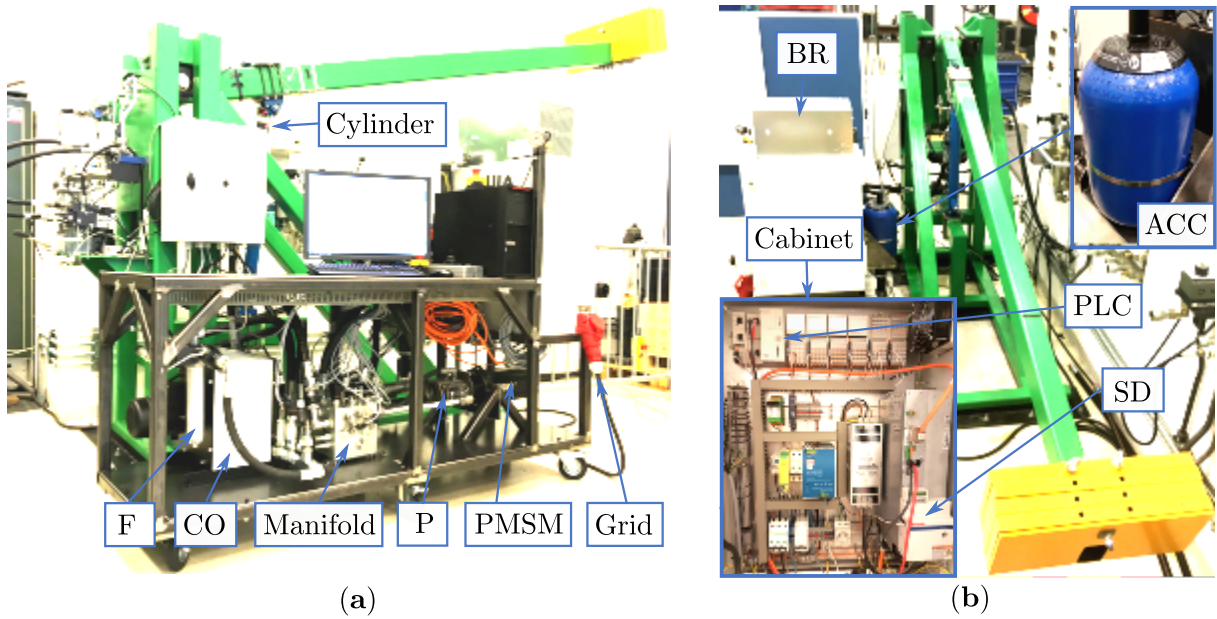 Cylinder
F
CO
Manifold
P
PMSM
Grid
(a)
BR
ACC
Cabinet
PLC
SD
(b)